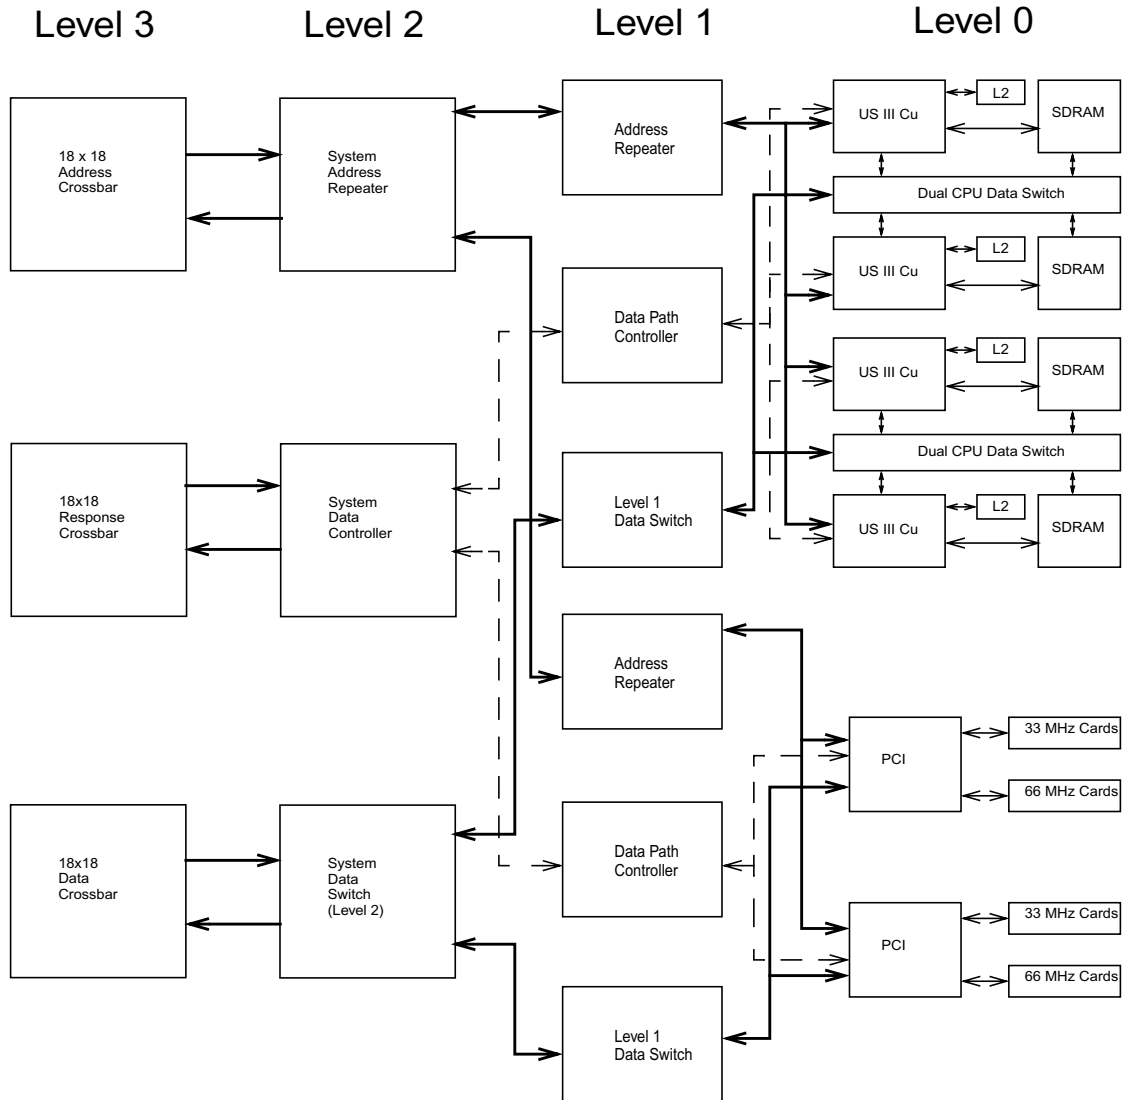 Level 3
Level 2
Level 1
Level 0
18 x 18
Address
Crossbar
System
Address
Repeater
Address
Repeater
US III Cu
L2
SDRAM
Dual CPU Data Switch
US III Cu
L2
SDRAM
Data Path
Controller
US III Cu
L2
SDRAM
Dual CPU Data Switch
US III Cu
L2
SDRAM
18x18
Response
Crossbar
System
Data
Controller
Level 1
Data Switch
Address
Repeater
PCI
33 MHz Cards
66 MHz Cards
18x18
Data
Crossbar
System
Data
Switch
(Level 2)
Data Path
Controller
PCI
33 MHz Cards
66 MHz Cards
Level 1
Data Switch